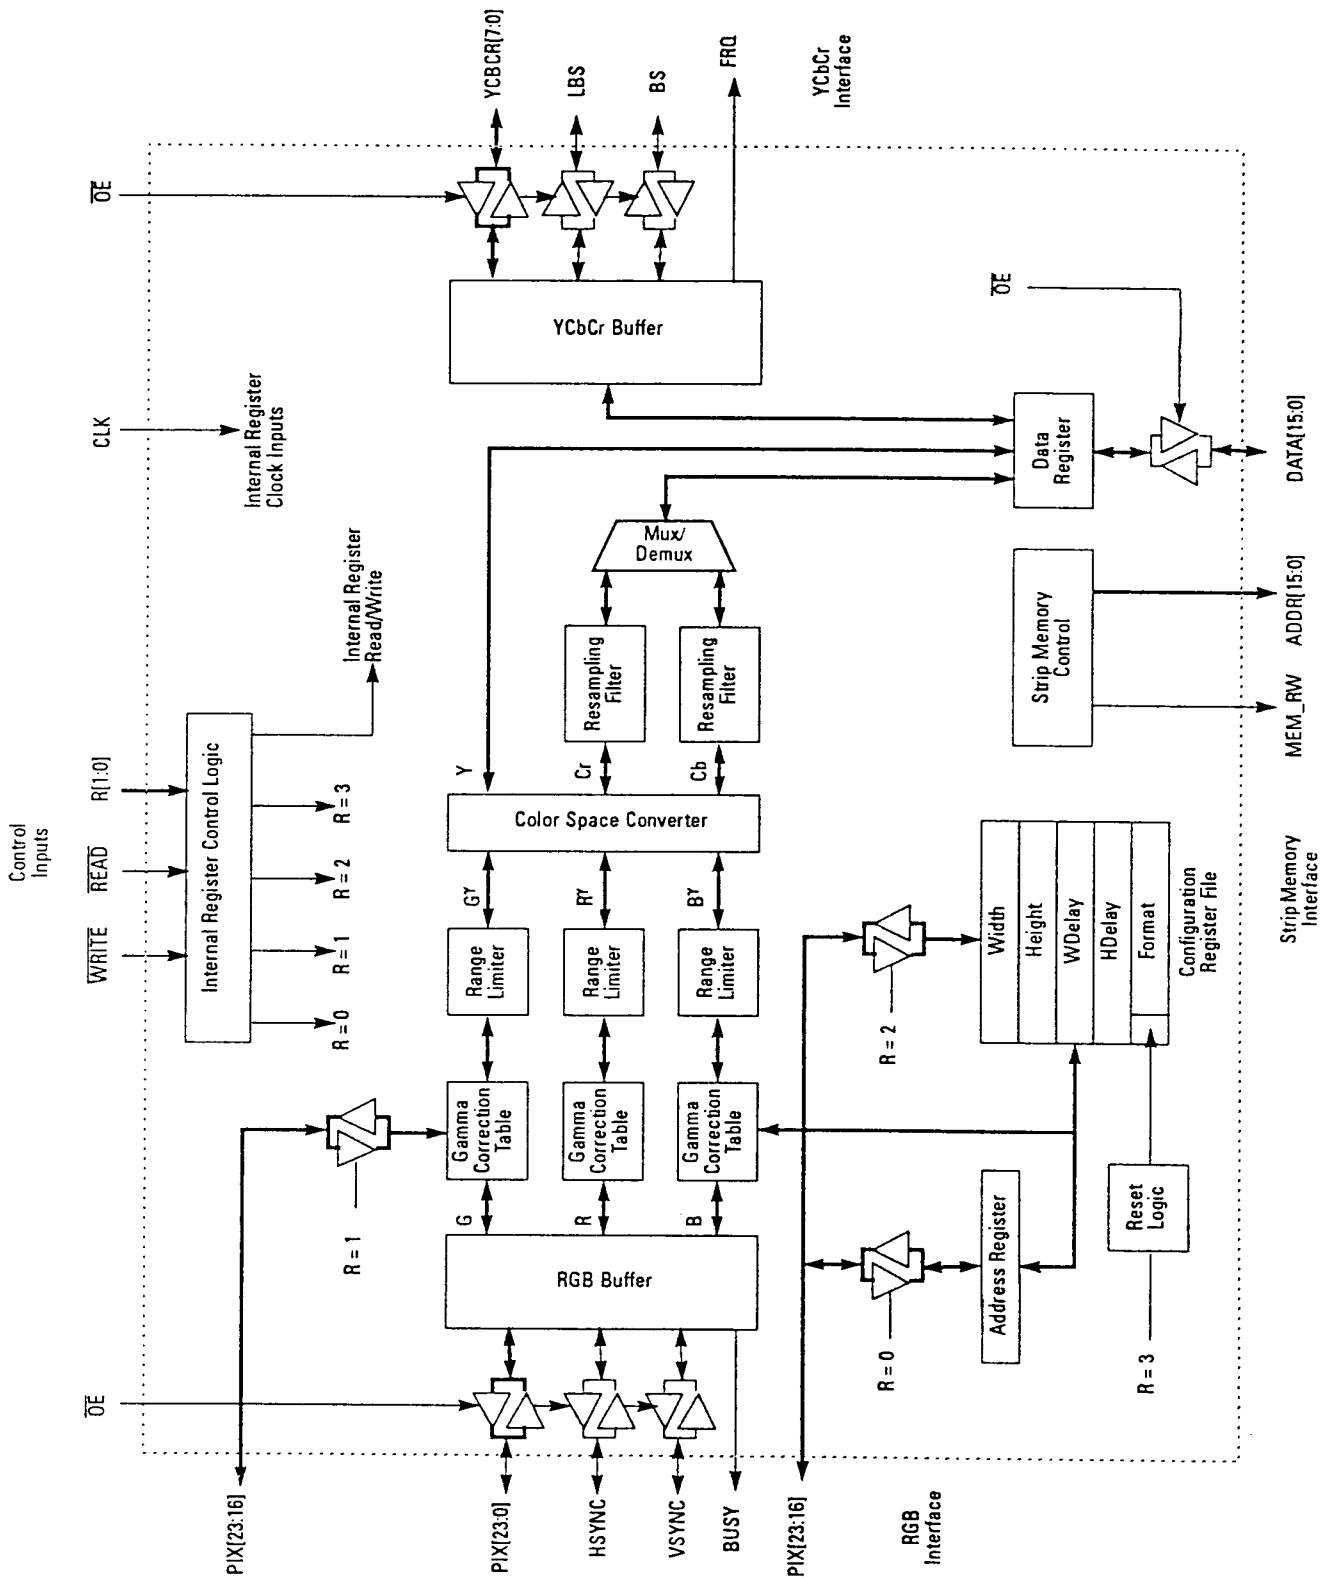 Control
Inputs
WRITE
READ
R[1:0]
CLK
OE
OE
Internal Register Control Logic
R = 0
R = 1
R = 2
R = 3
Internal Register
Read/Write
Internal Register
Clock Inputs
PIX[23:16]
R = 1
PIX[23:0]
HSYNC
VSYNC
BUSY
RGB Buffer
G
R
B
Gamma
Correction
Table
Gamma
Correction
Table
Gamma
Correction
Table
Range
Limiter
Range
Limiter
Range
Limiter
Gγ
Rγ
Bγ
Color Space Converter
Y
Cr
Cb
Resampling
Filter
Resampling
Filter
Mux/
Demux
YCbCr Buffer
YCBCR[7:0]
LBS
BS
FRQ
YCbCr
Interface
PIX[23:16]
RGB
Interface
R = 0
Address Register
R = 3
Reset
Logic
R = 2
Width
Height
WDelay
HDelay
Format
Configuration
Register File
Strip Memory
Control
Data
Register
OE
MEM_RW
ADDR[15:0]
DATA[15:0]
Strip Memory
Interface